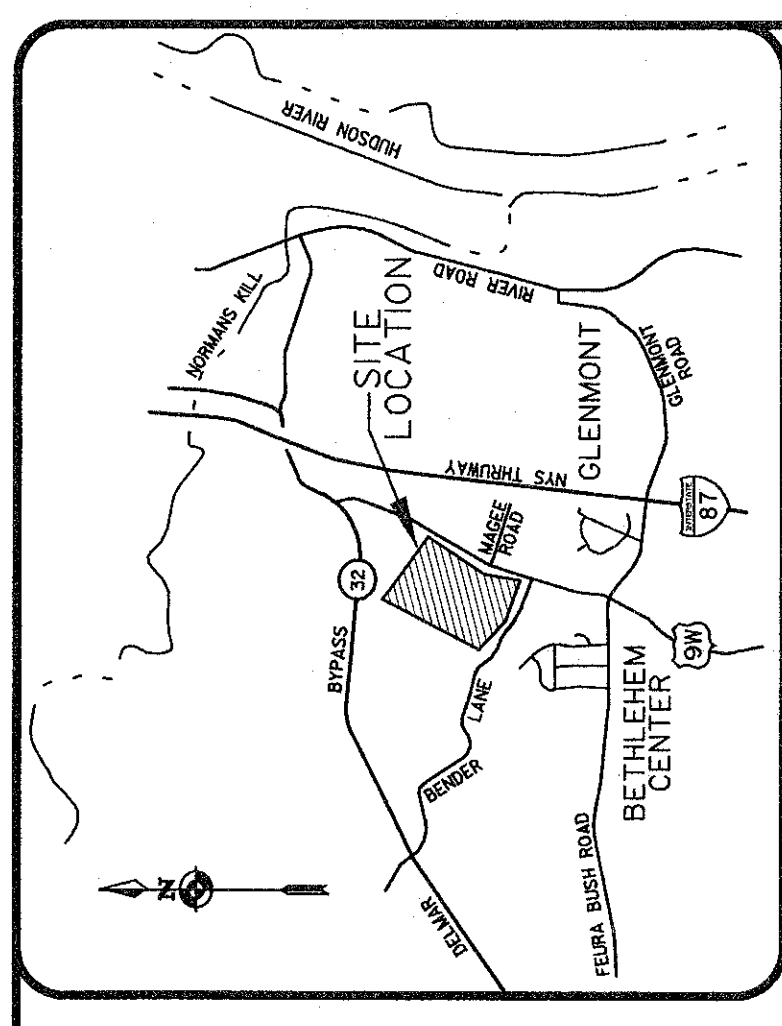 HUDSON RIVER
NORMANS KILL
RIVER ROAD
SITE
LOCATION
GLENMONT
GLENMONT
ROAD
NYS THRUWAY
INTERSTATE
87
MAGEE
ROAD
32
BYPASS
9W
BETHLEHEM
CENTER
LANE
BENDER
DELMAR
FEURA BUSH ROAD
N